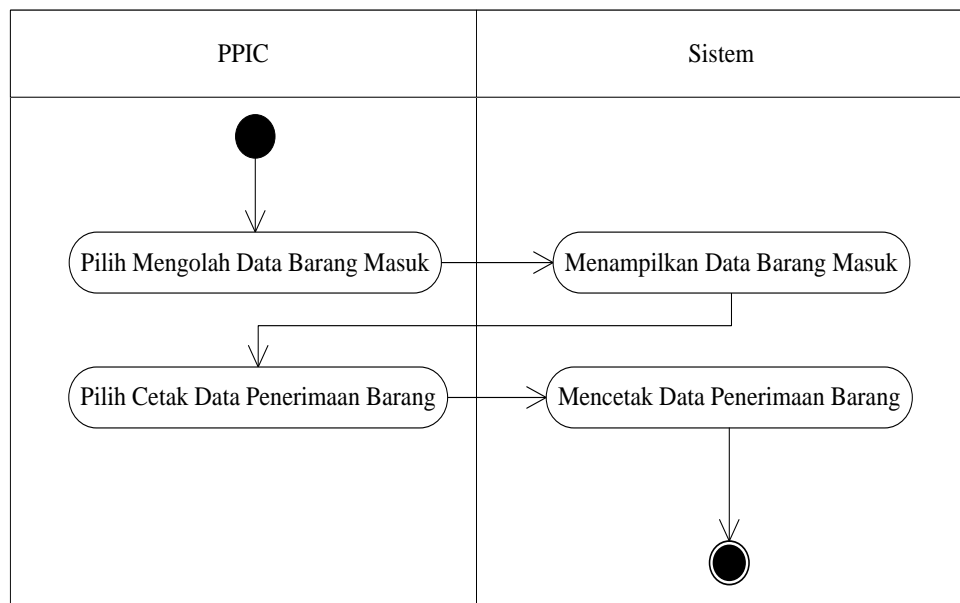 PPIC
Sistem
Pilih Mengolah Data Barang Masuk
Menampilkan Data Barang Masuk
Pilih Cetak Data Penerimaan Barang
Mencetak Data Penerimaan Barang